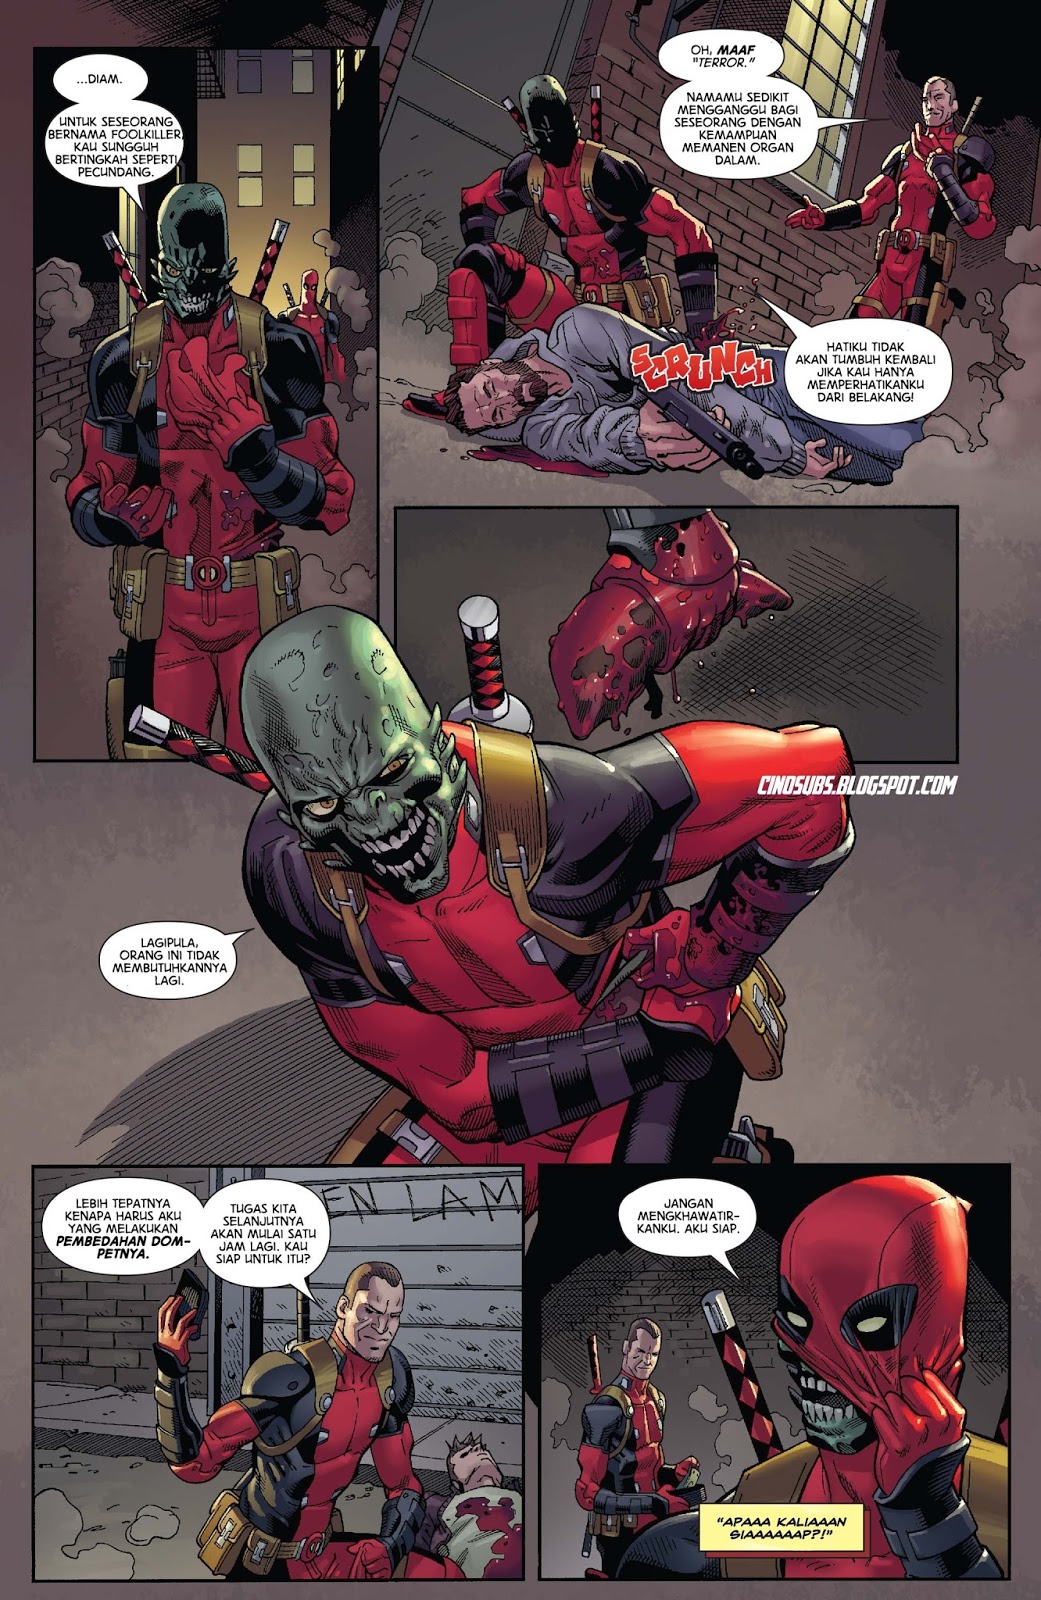 ...DIAM.
UNTUK SESEORANG
BERNAMA FOOLKILLER,
KAU SUNGGUH
BERTINGKAH SEPERTI
PECUNDANG.
OH, MAAF
"TERROR."
NAMAMU SEDIKIT
MENGGANGGU BAGI
SESEORANG DENGAN
KEMAMPUAN
MEMANEN ORGAN
DALAM.
SCRUNCH
HATIKU TIDAK
AKAN TUMBUH KEMBALI
JIKA KAU HANYA
MEMPERHATIKANKU
DARI BELAKANG!
CINOSUBS.BLOGSPOT.COM
LAGIPULA,
ORANG INI TIDAK
MEMBUTUHKANNYA
LAGI.
LEBIH TEPATNYA
KENAPA HARUS AKU
YANG MELAKUKAN
PEMBEDAHAN DOM-
PETNYA.
TUGAS KITA
SELANJUTNYA
AKAN MULAI SATU
JAM LAGI. KAU
SIAP UNTUK ITU?
EN LAM
JANGAN
MENGKHAWATIR-
KANKU. AKU SIAP.
"APAAA KALIAAAN
SIAAAAAAP?!"